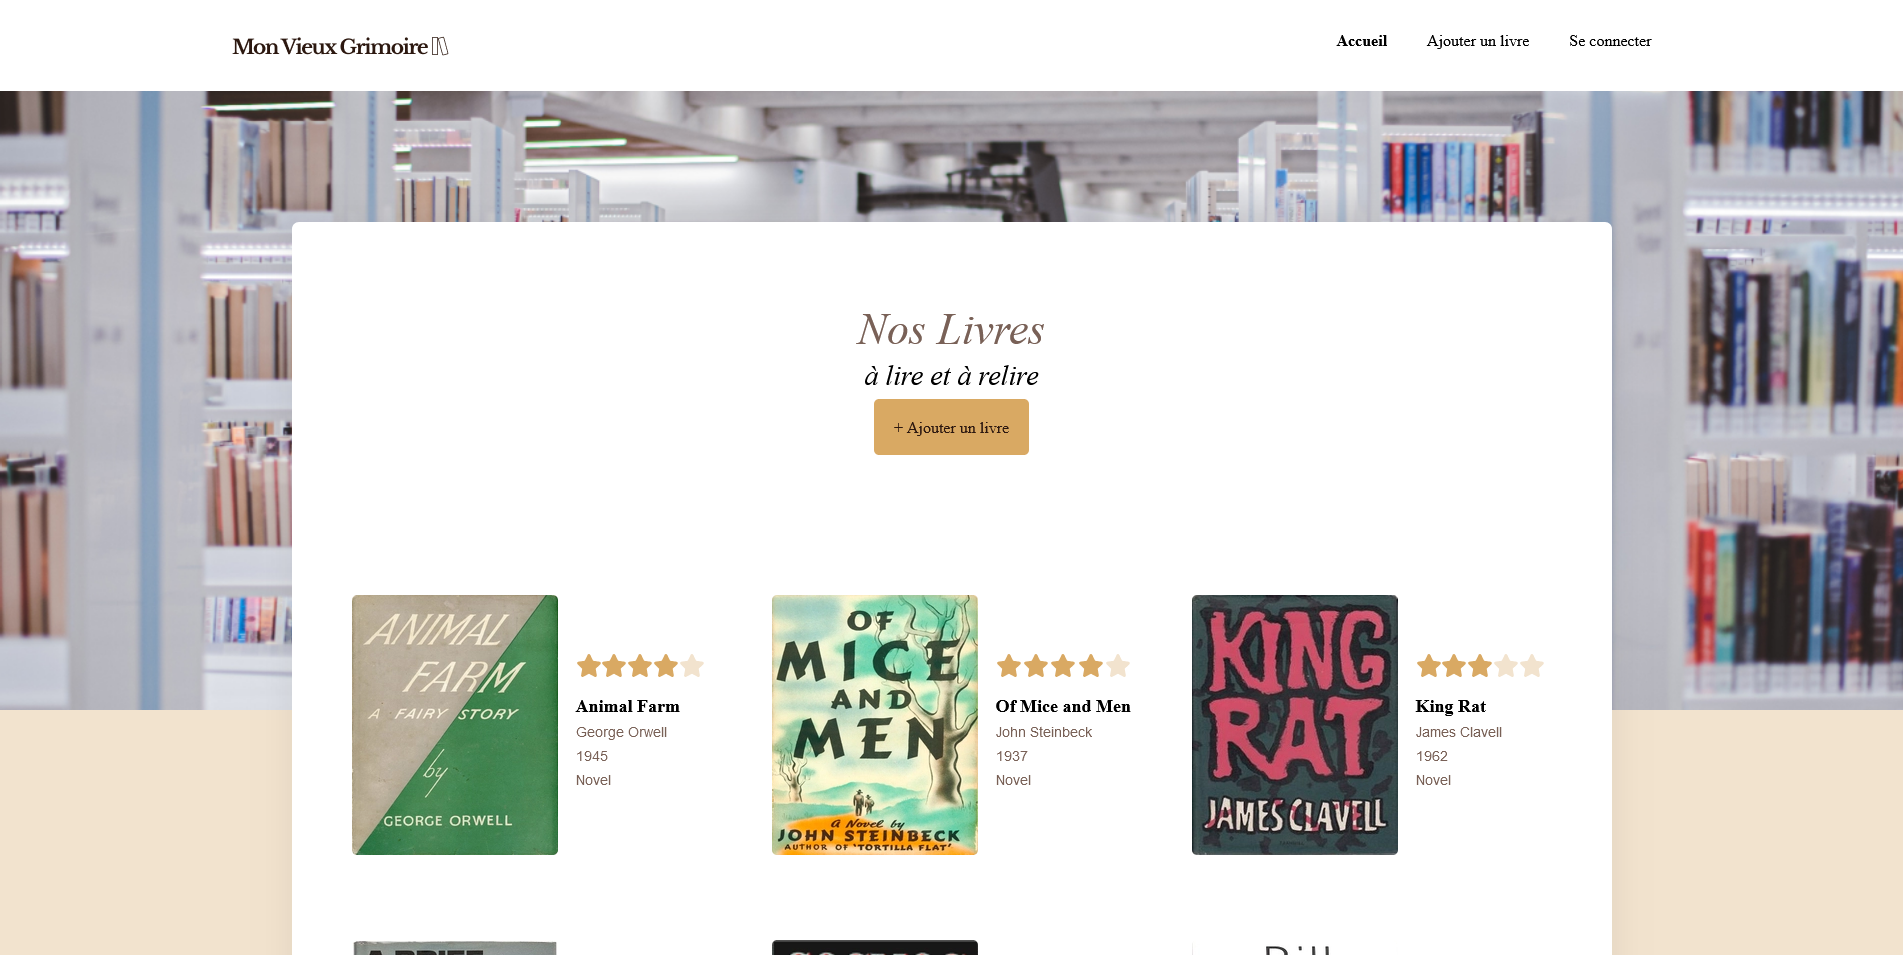 Mon Vieux Grimoire
Accueil
Ajouter un livre
Se connecter
Nos Livres
à lire et à relire
+ Ajouter un livre
ANIMAL
FARM
A FAIRY STORY
by
GEORGE ORWELL
Animal Farm
George Orwell
1945
Novel
OF
MICE
AND
MEN
A Novel by
JOHN STEINBECK
AUTHOR OF 'TORTILLA FLAT'
Of Mice and Men
John Steinbeck
1937
Novel
KING
RAT
JAMES CLAVELL
King Rat
James Clavell
1962
Novel